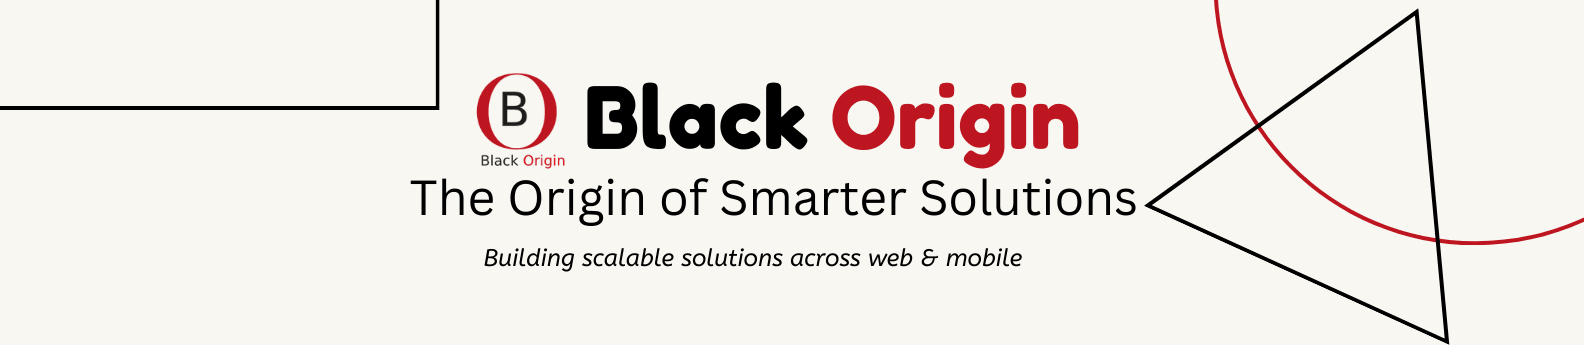 B
Black Origin
Black Origin
The Origin of Smarter Solutions
Building scalable solutions across web & mobile